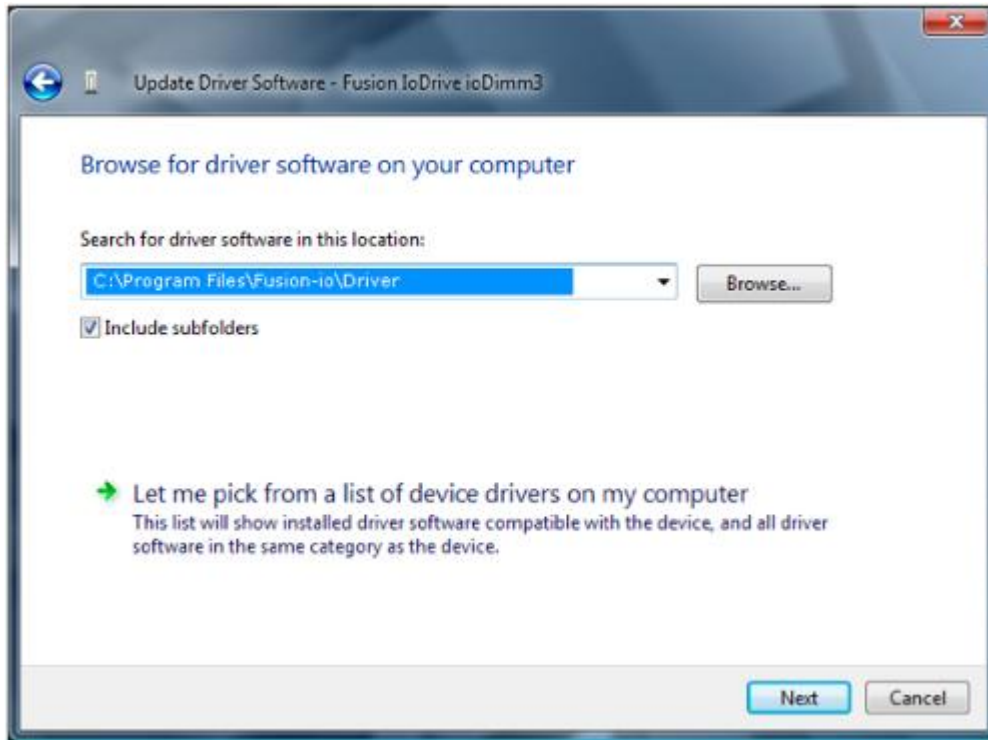 Update Driver Software - Fusion IoDrive ioDimm3
Browse for driver software on your computer
Search for driver software in this location:
C:\Program Files\Fusion-io\Driver
Browse...
Include subfolders
Let me pick from a list of device drivers on my computer
This list will show installed driver software compatible with the device, and all driver
software in the same category as the device.
Next
Cancel